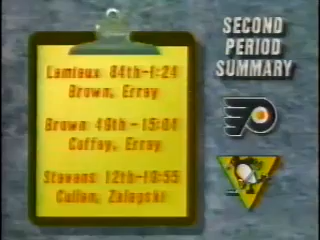 SECOND
PERIOD
SUMMARY
Lemieux 84th-1:24
Brown, Errey
Brown 49th-15:04
Coffey, Errey
Stevens 12th-18:55
Cullen, Zalapski